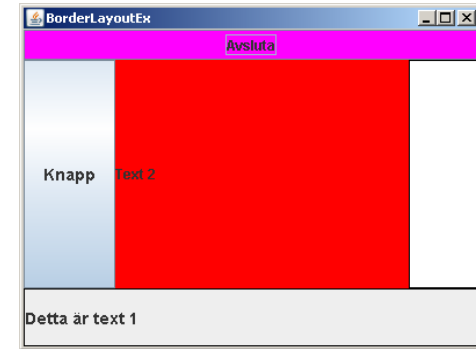 BorderLayoutEx
Avsluta
Knapp
Text 2
Detta är text 1